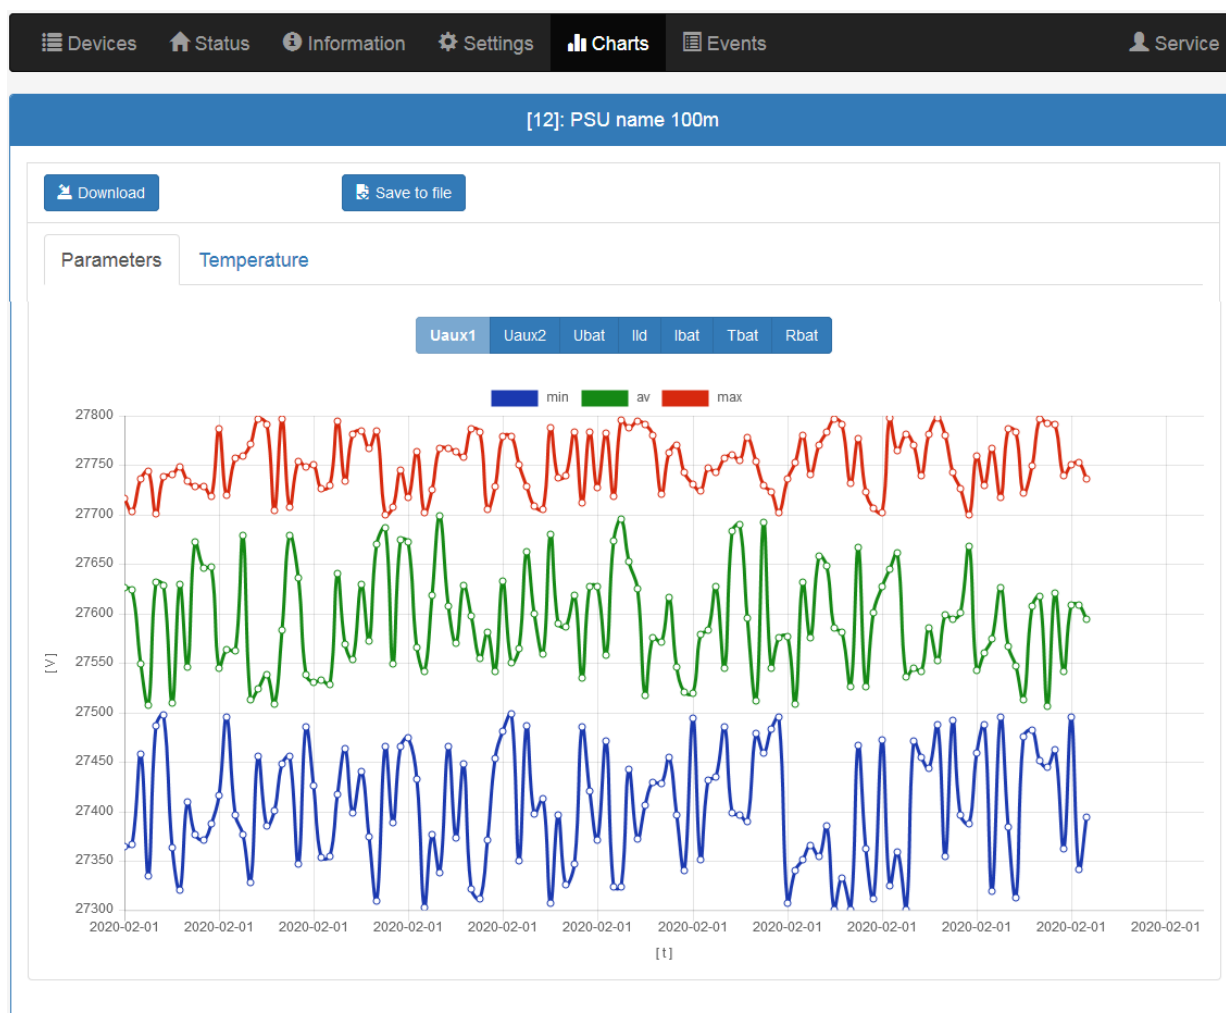 Devices Status Information Settings Charts Events Service
[12]: PSU name 100m
Download Save to file
Parameters Temperature
Uaux1 Uaux2 Ubat Ild Ibat Tbat Rbat
min av max
27800
27750
27700
27650
27600
[V]
27550
27500
27450
27400
27350
27300
2020-02-01 2020-02-01 2020-02-01 2020-02-01 2020-02-01 2020-02-01 2020-02-01 2020-02-01 2020-02-01 2020-02-01 2020-02-01 2020-02-01
[t]